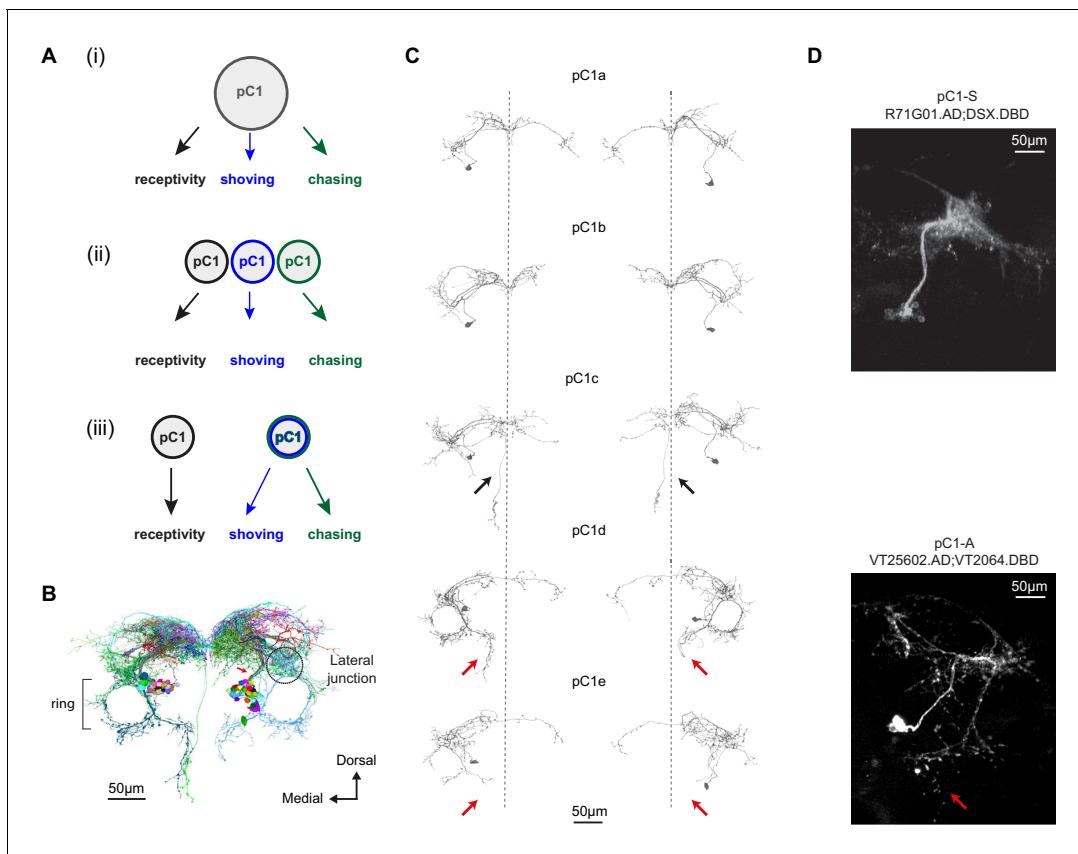 A
(i)
pC1
receptivity shoving chasing
(ii)
pC1 pC1 pC1
receptivity shoving chasing
(iii)
pC1 pC1
receptivity shoving chasing
B
Lateral
junction
ring
Dorsal
Medial
50μm
C
pC1a
pC1b
pC1c
pC1d
pC1e
50μm
D
pC1-S
R71G01.AD;DSX.DBD
50μm
pC1-A
VT25602.AD;VT2064.DBD
50μm